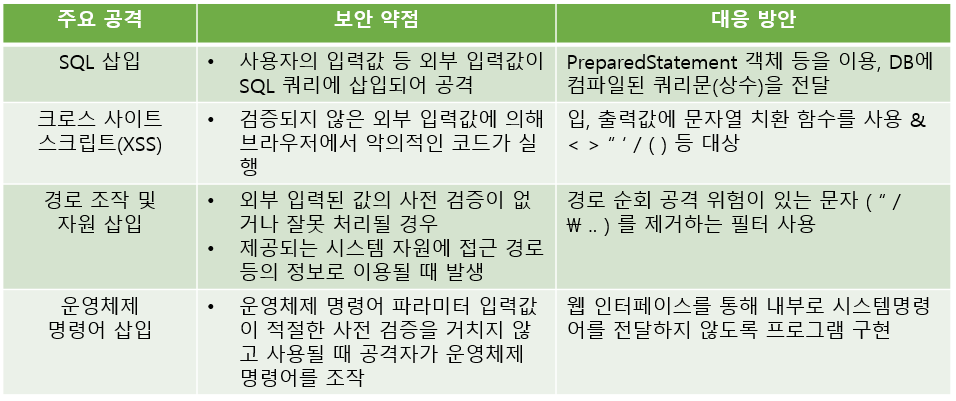 주요 공격
보안 약점
대응 방안
SQL 삽입
• 사용자의 입력값 등 외부 입력값이
SQL 쿼리에 삽입되어 공격
PreparedStatement 객체 등을 이용, DB에
컴파일된 쿼리문(상수)을 전달
크로스 사이트
스크립트(XSS)
• 검증되지 않은 외부 입력값에 의해
브라우저에서 악의적인 코드가 실
행
입, 출력값에 문자열 치환 함수를 사용 &
< > “ ‘ / ( ) 등 대상
경로 조작 및
자원 삽입
• 외부 입력된 값의 사전 검증이 없
거나 잘못 처리될 경우
• 제공되는 시스템 자원에 접근 경로
등의 정보로 이용될 때 발생
경로 순회 공격 위험이 있는 문자 ( “ /
₩ .. ) 를 제거하는 필터 사용
운영체제
명령어 삽입
• 운영체제 명령어 파라미터 입력값
이 적절한 사전 검증을 거치지 않
고 사용될 때 공격자가 운영체제
명령어를 조작
웹 인터페이스를 통해 내부로 시스템명령
어를 전달하지 않도록 프로그램 구현